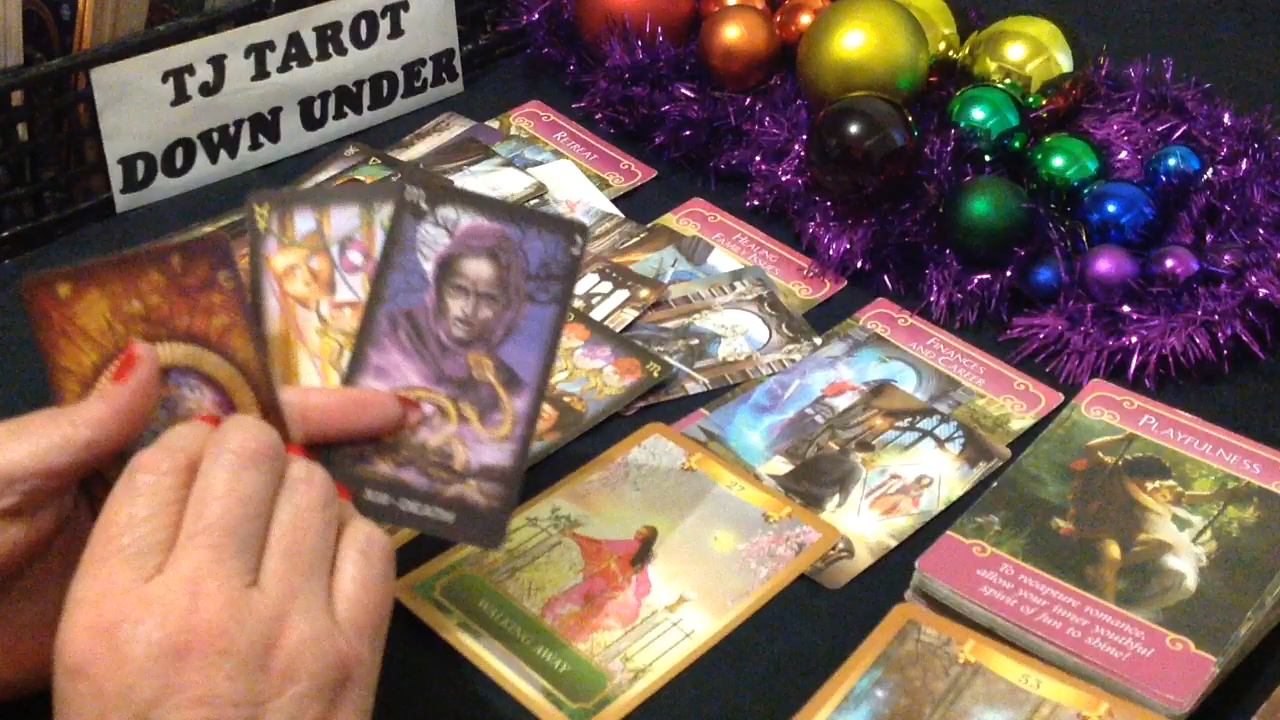 TJ TAROT
DOWN UNDER
RETREAT
HEALING
FAMILY ISSUES
FINANCES
AND CAREER
PLAYFULNESS
To recapture romance,
allow your inner youthful
spirit of fun to shine!
27
WALKING AWAY
53